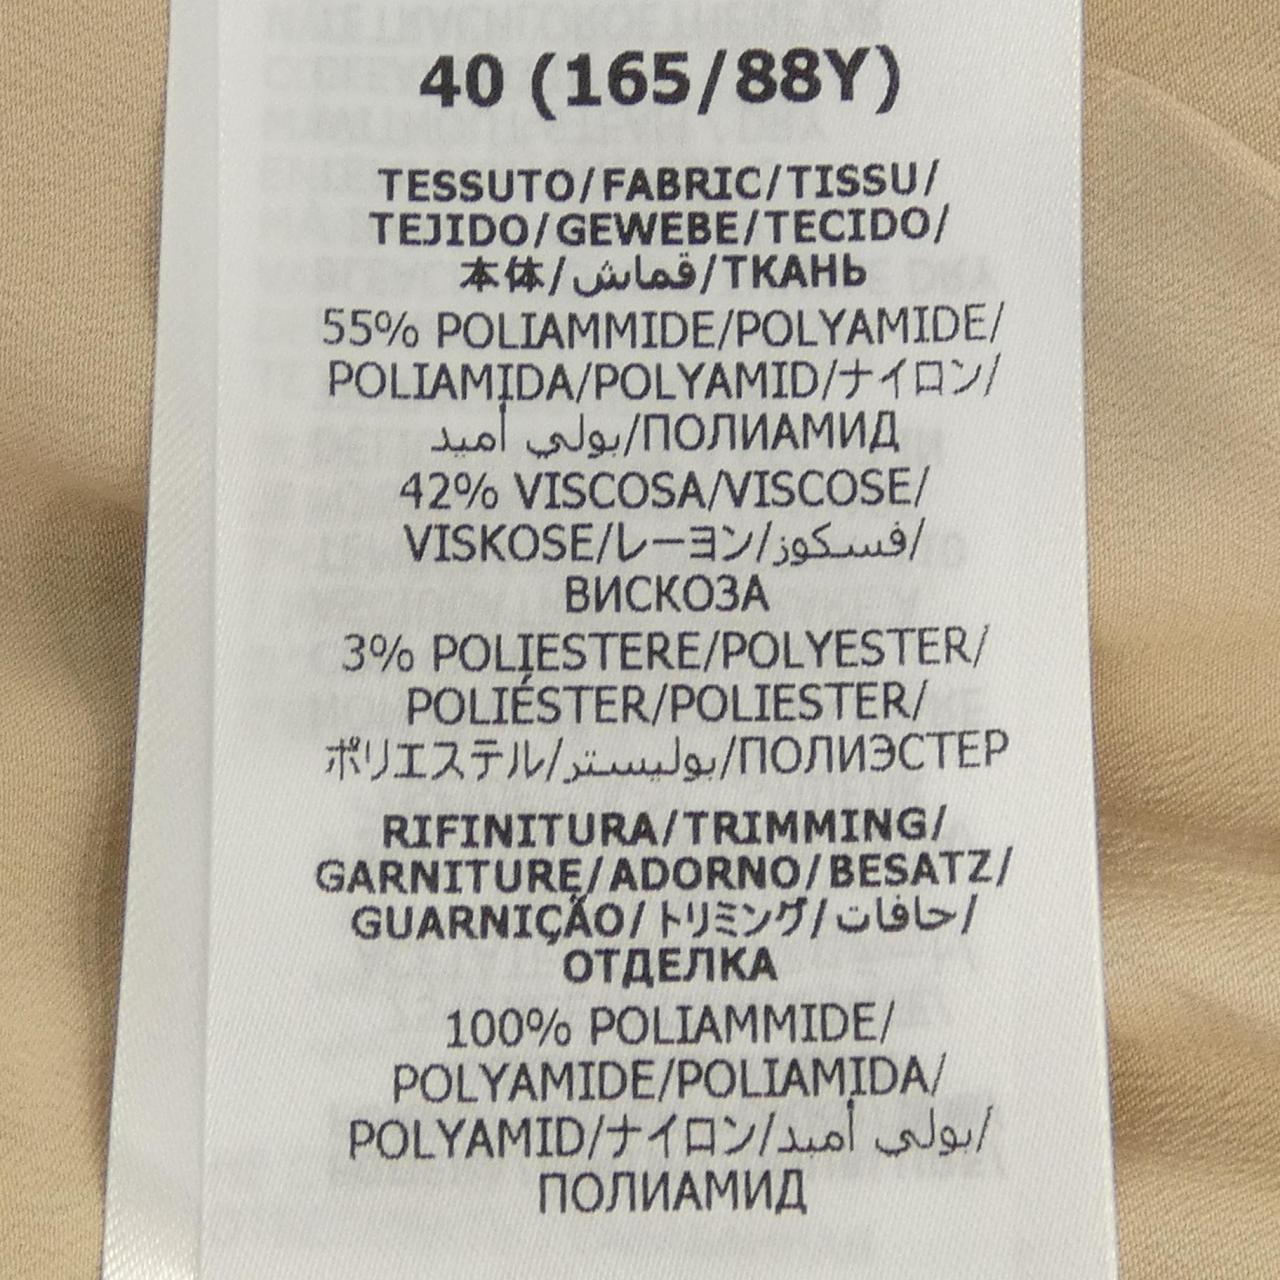 40 (165/88Y)
TESSUTO/FABRIC/TISSU/
TEJIDO/GEWEBE/TECIDO/
本体/قماش/ТКАНЬ
55% POLIAMMIDE/POLYAMIDE/
POLIAMIDA/POLYAMID/ナイロン/
بولي أميد/ПОЛИАМИД
42% VISCOSA/VISCOSE/
VISKOSE/レーヨン/فسكوز/
ВИСКОЗА
3% POLIESTERE/POLYESTER/
POLIÉSTER/POLIESTER/
ポリエステル/بوليستر/ПОЛИЭСТЕР
RIFINITURA/TRIMMING/
GARNITURE/ADORNO/BESATZ/
GUARNIÇÃO/トリミング/حافات/
ОТДЕЛКА
100% POLIAMMIDE/
POLYAMIDE/POLIAMIDA/
POLYAMID/ナイロン/بولي أميد/
ПОЛИАМИД